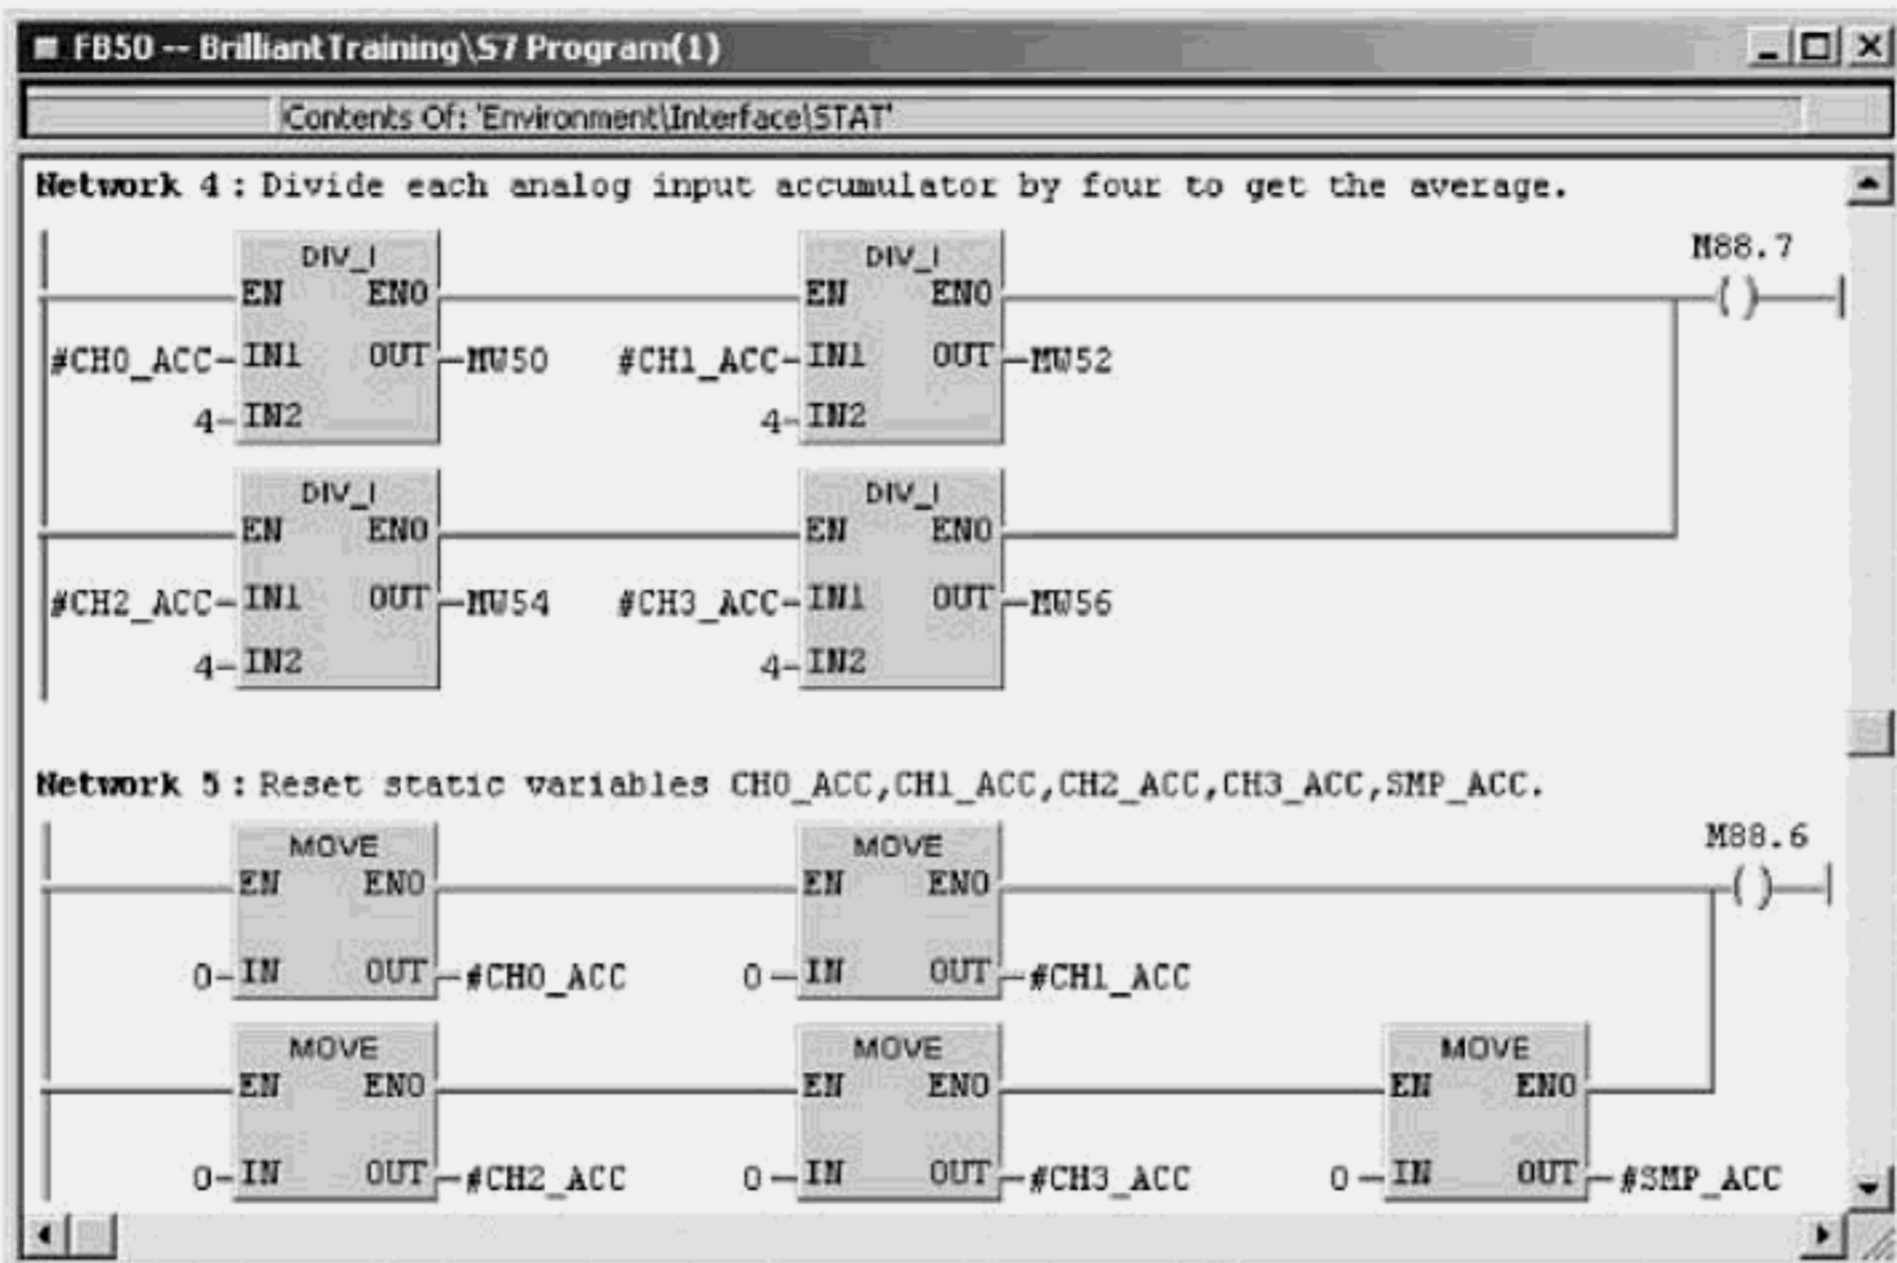 FB50 -- BrilliantTraining\S7 Program(1)
Contents Of: 'Environment\Interface\STAT'
Network 4 : Divide each analog input accumulator by four to get the average.
M88.7
DIV_I DIV_I
EN ENO EN ENO
( )
#CH0_ACC IN1 OUT MW50 #CH1_ACC IN1 OUT MW52
4 IN2 4 IN2
DIV_I DIV_I
EN ENO EN ENO
#CH2_ACC IN1 OUT MW54 #CH3_ACC IN1 OUT MW56
4 IN2 4 IN2
Network 5 : Reset static variables CH0_ACC,CH1_ACC,CH2_ACC,CH3_ACC,SMP_ACC.
MOVE MOVE M88.6
EN ENO EN ENO ( )
0 IN OUT #CH0_ACC 0 IN OUT #CH1_ACC
MOVE MOVE MOVE
EN ENO EN ENO EN ENO
0 IN OUT #CH2_ACC 0 IN OUT #CH3_ACC 0 IN OUT #SMP_ACC